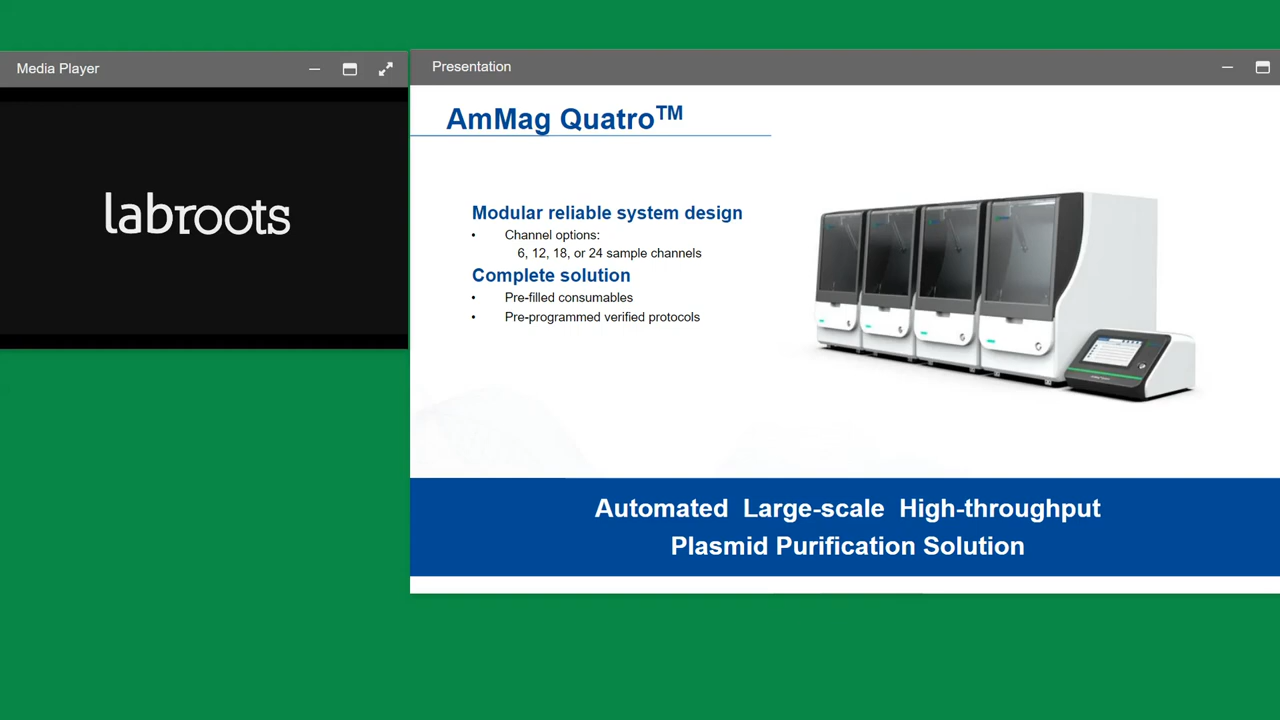 Media Player
labroots
Presentation
AmMag Quatro™
Modular reliable system design
• Channel options:
6, 12, 18, or 24 sample channels
Complete solution
• Pre-filled consumables
• Pre-programmed verified protocols
Automated Large-scale High-throughput
Plasmid Purification Solution